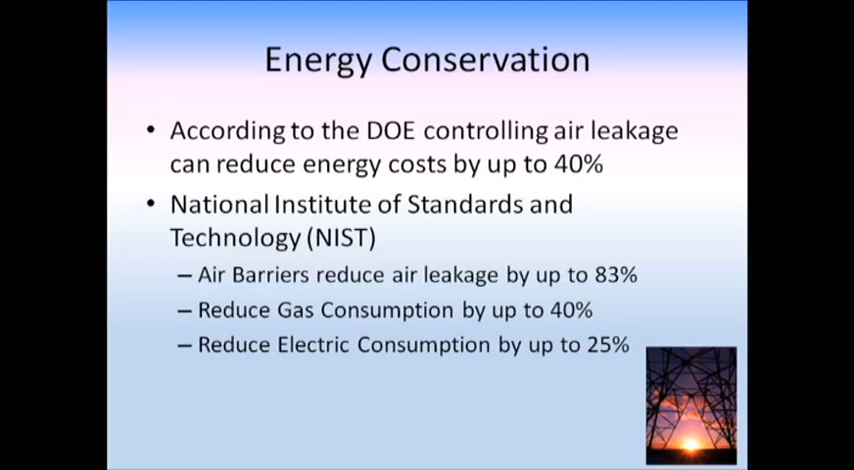 Energy Conservation
• According to the DOE controlling air leakage
can reduce energy costs by up to 40%
• National Institute of Standards and
Technology (NIST)
– Air Barriers reduce air leakage by up to 83%
– Reduce Gas Consumption by up to 40%
– Reduce Electric Consumption by up to 25%